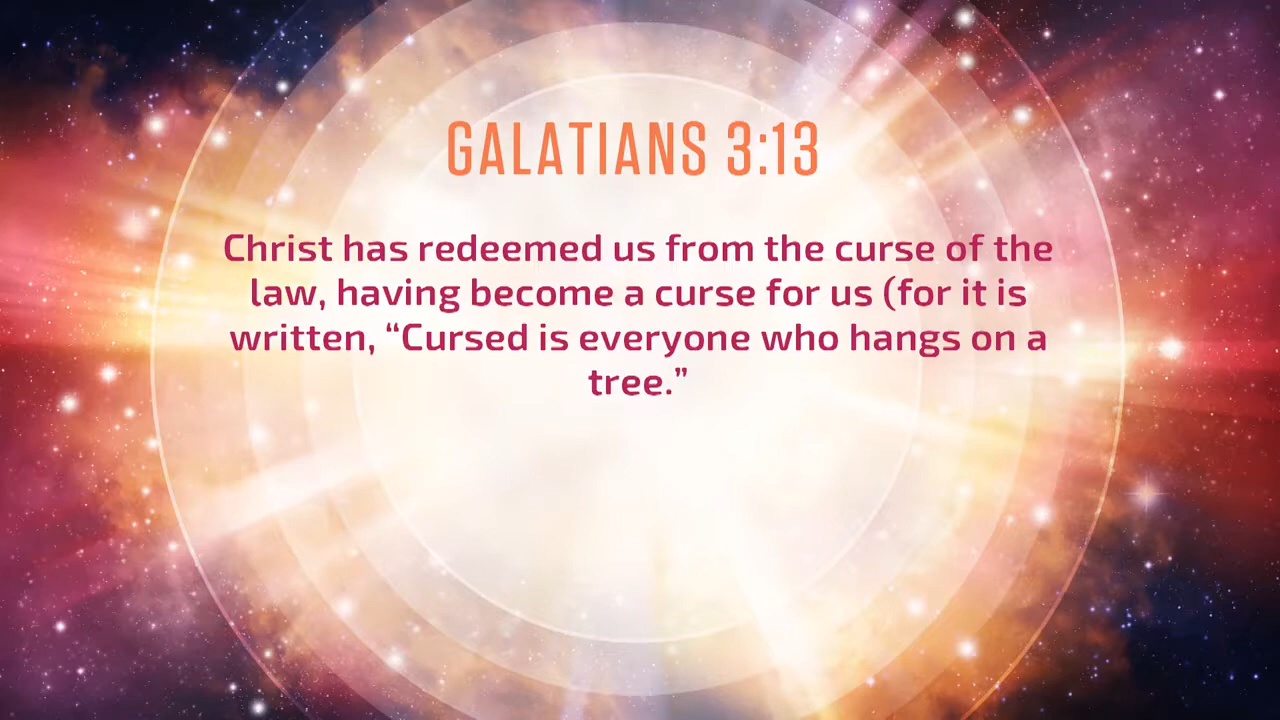 GALATIANS 3:13
Christ has redeemed us from the curse of the
law, having become a curse for us (for it is
written, “Cursed is everyone who hangs on a
tree.”